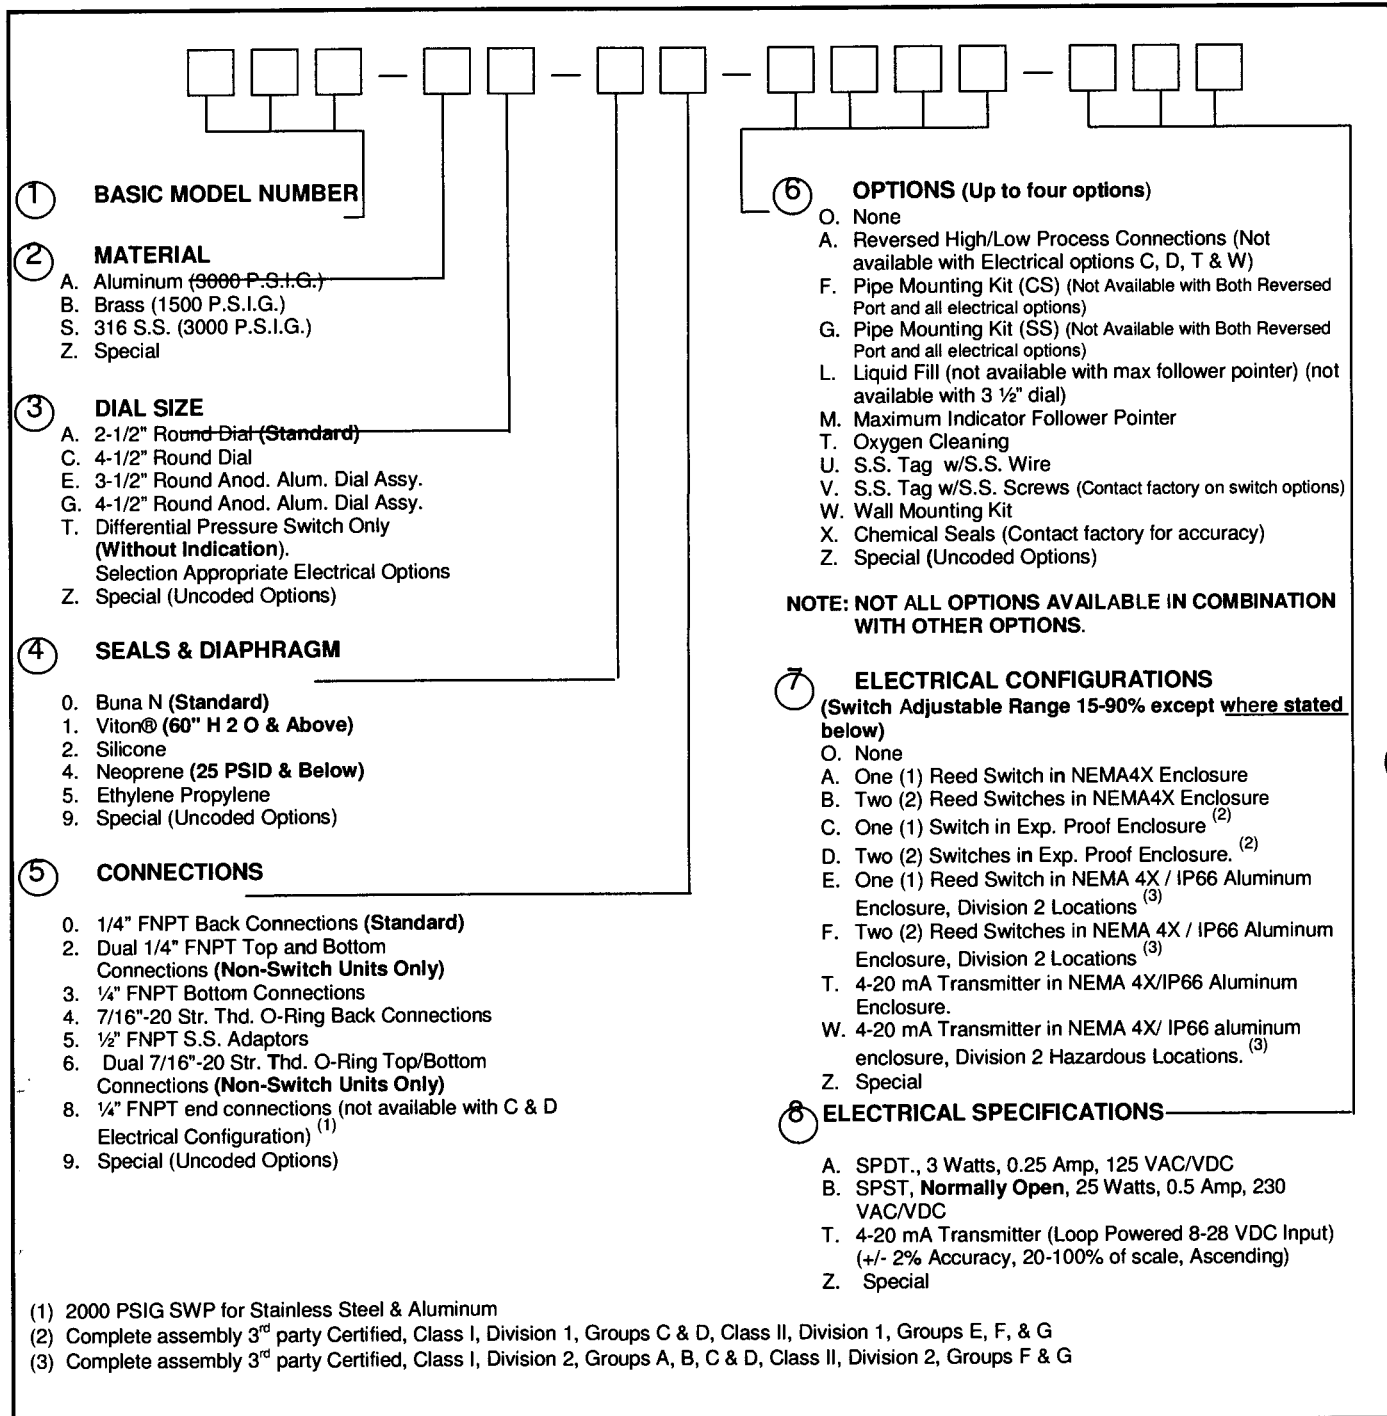 ① BASIC MODEL NUMBER
② MATERIAL
A. Aluminum (3000 P.S.I.G.)
B. Brass (1500 P.S.I.G.)
S. 316 S.S. (3000 P.S.I.G.)
Z. Special
③ DIAL SIZE
A. 2-1/2" Round Dial (Standard)
C. 4-1/2" Round Dial
E. 3-1/2" Round Anod. Alum. Dial Assy.
G. 4-1/2" Round Anod. Alum. Dial Assy.
T. Differential Pressure Switch Only
(Without Indication).
Selection Appropriate Electrical Options
Z. Special (Uncoded Options)
④ SEALS & DIAPHRAGM
0. Buna N (Standard)
1. Viton® (60" H 2 O & Above)
2. Silicone
4. Neoprene (25 PSID & Below)
5. Ethylene Propylene
9. Special (Uncoded Options)
⑤ CONNECTIONS
0. 1/4" FNPT Back Connections (Standard)
2. Dual 1/4" FNPT Top and Bottom
Connections (Non-Switch Units Only)
3. ¼" FNPT Bottom Connections
4. 7/16"-20 Str. Thd. O-Ring Back Connections
5. ½" FNPT S.S. Adaptors
6. Dual 7/16"-20 Str. Thd. O-Ring Top/Bottom
Connections (Non-Switch Units Only)
8. ¼" FNPT end connections (not available with C & D
Electrical Configuration) (1)
9. Special (Uncoded Options)
⑥ OPTIONS (Up to four options)
O. None
A. Reversed High/Low Process Connections (Not
available with Electrical options C, D, T & W)
F. Pipe Mounting Kit (CS) (Not Available with Both Reversed
Port and all electrical options)
G. Pipe Mounting Kit (SS) (Not Available with Both Reversed
Port and all electrical options)
L. Liquid Fill (not available with max follower pointer) (not
available with 3 ½" dial)
M. Maximum Indicator Follower Pointer
T. Oxygen Cleaning
U. S.S. Tag w/S.S. Wire
V. S.S. Tag w/S.S. Screws (Contact factory on switch options)
W. Wall Mounting Kit
X. Chemical Seals (Contact factory for accuracy)
Z. Special (Uncoded Options)
NOTE: NOT ALL OPTIONS AVAILABLE IN COMBINATION
WITH OTHER OPTIONS.
⑦ ELECTRICAL CONFIGURATIONS
(Switch Adjustable Range 15-90% except where stated
below)
O. None
A. One (1) Reed Switch in NEMA4X Enclosure
B. Two (2) Reed Switches in NEMA4X Enclosure
C. One (1) Switch in Exp. Proof Enclosure (2)
D. Two (2) Switches in Exp. Proof Enclosure. (2)
E. One (1) Reed Switch in NEMA 4X / IP66 Aluminum
Enclosure, Division 2 Locations (3)
F. Two (2) Reed Switches in NEMA 4X / IP66 Aluminum
Enclosure, Division 2 Locations (3)
T. 4-20 mA Transmitter in NEMA 4X/IP66 Aluminum
Enclosure.
W. 4-20 mA Transmitter in NEMA 4X/ IP66 aluminum
enclosure, Division 2 Hazardous Locations. (3)
Z. Special
⑧ ELECTRICAL SPECIFICATIONS
A. SPDT., 3 Watts, 0.25 Amp, 125 VAC/VDC
B. SPST, Normally Open, 25 Watts, 0.5 Amp, 230
VAC/VDC
T. 4-20 mA Transmitter (Loop Powered 8-28 VDC Input)
(+/- 2% Accuracy, 20-100% of scale, Ascending)
Z. Special
(1) 2000 PSIG SWP for Stainless Steel & Aluminum
(2) Complete assembly 3rd party Certified, Class I, Division 1, Groups C & D, Class II, Division 1, Groups E, F, & G
(3) Complete assembly 3rd party Certified, Class I, Division 2, Groups A, B, C & D, Class II, Division 2, Groups F & G